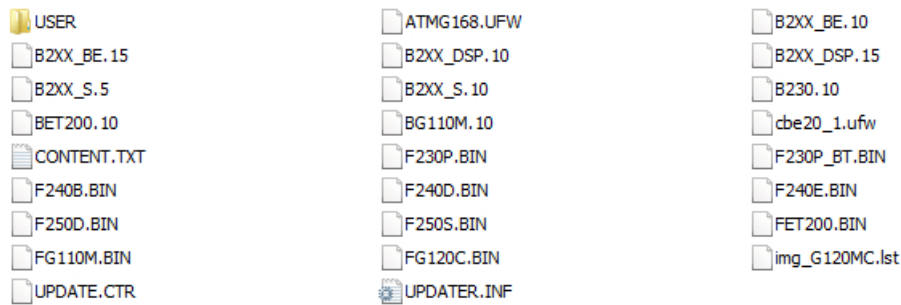 USER ATMG168.UFW B2XX_BE.10
B2XX_BE.15 B2XX_DSP.10 B2XX_DSP.15
B2XX_S.5 B2XX_S.10 B230.10
BET200.10 BG110M.10 cbe20_1.ufw
CONTENT.TXT F230P.BIN F230P_BT.BIN
F240B.BIN F240D.BIN F240E.BIN
F250D.BIN F250S.BIN FET200.BIN
FG110M.BIN FG120C.BIN img_G120MC.lst
UPDATE.CTR UPDATER.INF